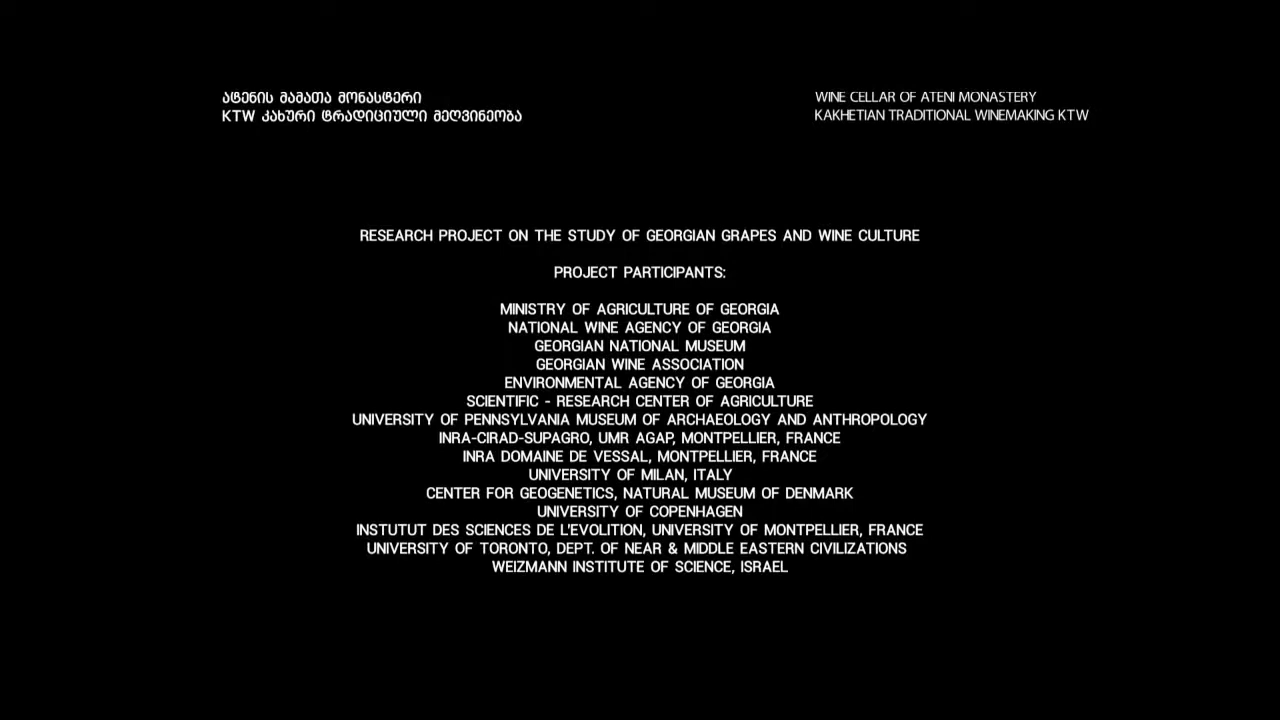 ატენის მამათა მონასტერი
KTW კახური ტრადიციული მეღვინეობა
WINE CELLAR OF ATENI MONASTERY
KAKHETIAN TRADITIONAL WINEMAKING KTW
RESEARCH PROJECT ON THE STUDY OF GEORGIAN GRAPES AND WINE CULTURE
PROJECT PARTICIPANTS:
MINISTRY OF AGRICULTURE OF GEORGIA
NATIONAL WINE AGENCY OF GEORGIA
GEORGIAN NATIONAL MUSEUM
GEORGIAN WINE ASSOCIATION
ENVIRONMENTAL AGENCY OF GEORGIA
SCIENTIFIC - RESEARCH CENTER OF AGRICULTURE
UNIVERSITY OF PENNSYLVANIA MUSEUM OF ARCHAEOLOGY AND ANTHROPOLOGY
INRA-CIRAD-SUPAGRO, UMR AGAP, MONTPELLIER, FRANCE
INRA DOMAINE DE VESSAL, MONTPELLIER, FRANCE
UNIVERSITY OF MILAN, ITALY
CENTER FOR GEOGENETICS, NATURAL MUSEUM OF DENMARK
UNIVERSITY OF COPENHAGEN
INSTUTUT DES SCIENCES DE L'EVOLITION, UNIVERSITY OF MONTPELLIER, FRANCE
UNIVERSITY OF TORONTO, DEPT. OF NEAR & MIDDLE EASTERN CIVILIZATIONS
WEIZMANN INSTITUTE OF SCIENCE, ISRAEL